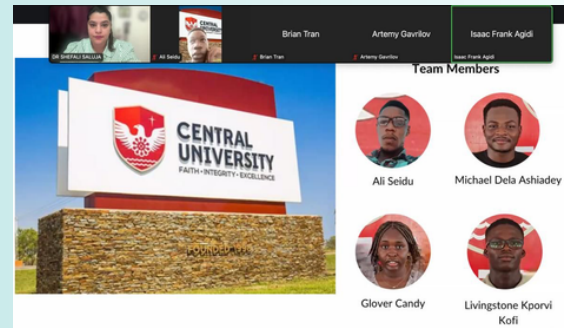 Brian Tran
Artemy Gavrilov
Isaac Frank Agidi
DR SHEFALI SALUJA
Ali Seidu
Brian Tran
Artemy Gavrilov
Isaac Frank Agidi
Team Members
CENTRAL
UNIVERSITY
FAITH • INTEGRITY • EXCELLENCE
Ali Seidu
Michael Dela Ashiadey
Glover Candy
Livingstone Kporvi
Kofi